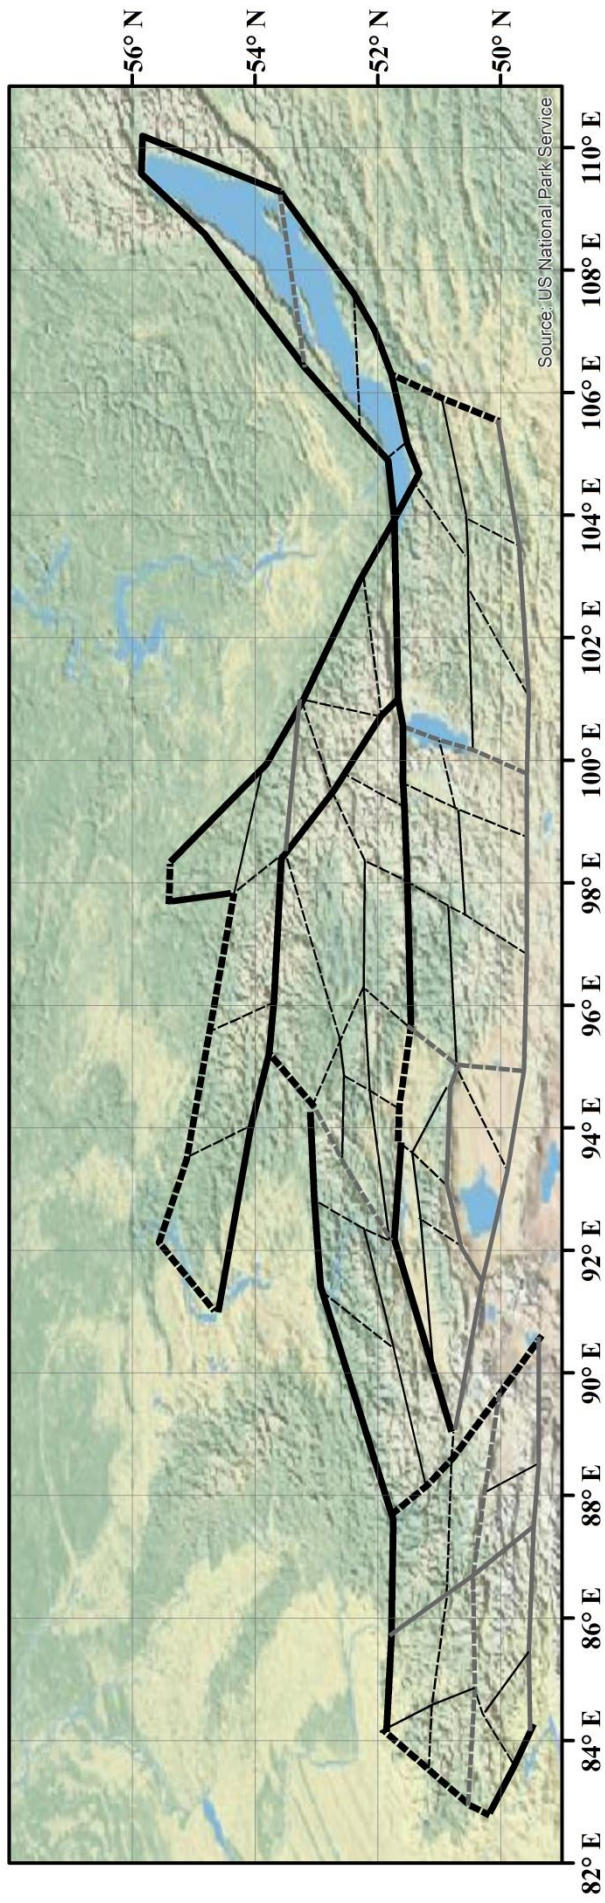 56° N
54° N
52° N
50° N
Source: US National Park Service
82° E
84° E
86° E
88° E
90° E
92° E
94° E
96° E
98° E
100° E
102° E
104° E
106° E
108° E
110° E